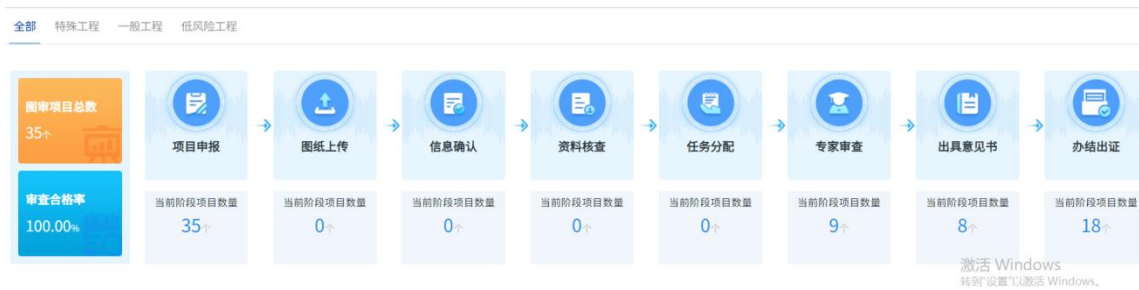 全部 特殊工程 一般工程 低风险工程
图审项目总数
35个
审查合格率
100.00%
项目申报 图纸上传 信息确认 资料核查 任务分配 专家审查 出具意见书 办结出证
当前阶段项目数量 当前阶段项目数量 当前阶段项目数量 当前阶段项目数量 当前阶段项目数量 当前阶段项目数量 当前阶段项目数量 当前阶段项目数量
35个 0个 0个 0个 0个 9个 8个 18个
激活 Windows
转到"设置"以激活 Windows。